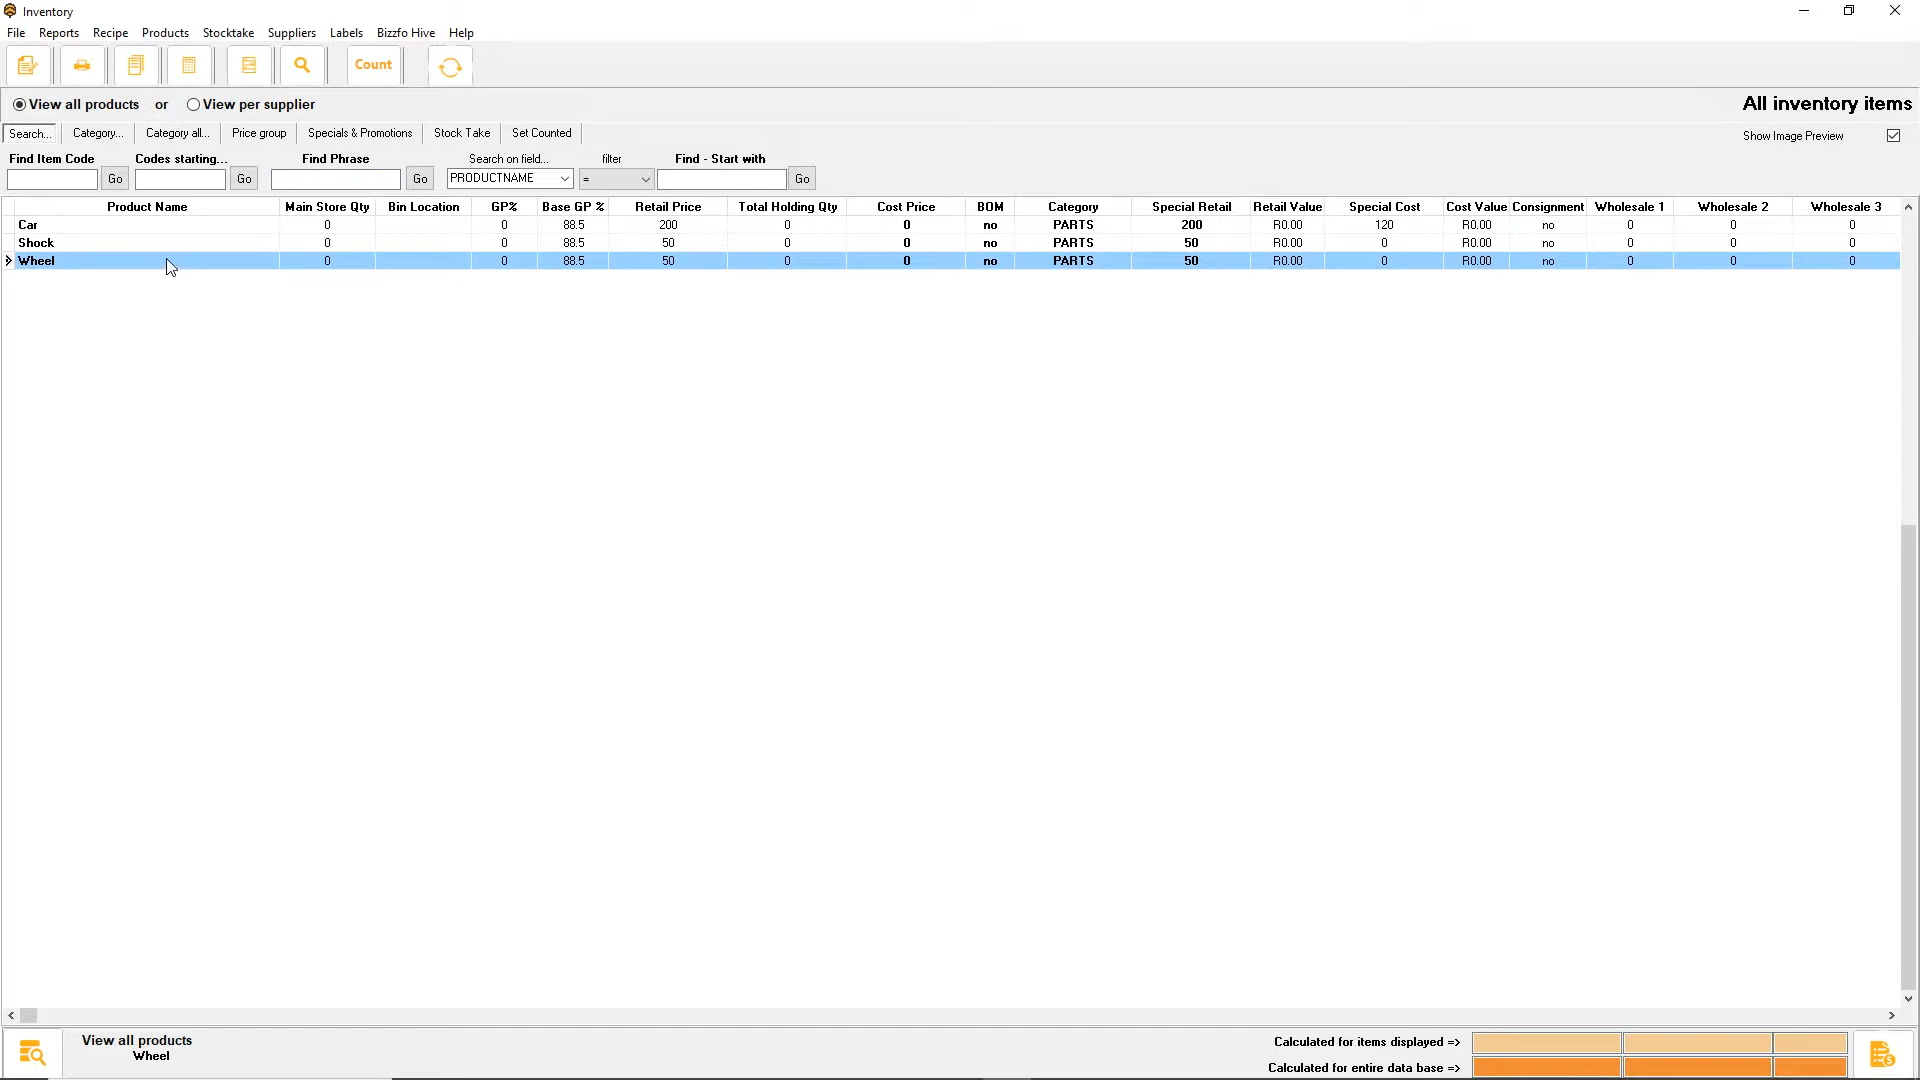 Inventory
File Reports Recipe Products Stocktake Suppliers Labels Bizzfo Hive Help
Count
View all products or View per supplier All inventory items
Search... Category... Category all... Price group Specials & Promotions Stock Take Set Counted Show Image Preview
Find Item Code Codes starting... Find Phrase Search on field... filter Find - Start with
Go Go Go PRODUCTNAME = Go
Product Name Main Store Qty Bin Location GP% Base GP % Retail Price Total Holding Qty Cost Price BOM Category Special Retail Retail Value Special Cost Cost Value Consignment Wholesale 1 Wholesale 2 Wholesale 3
Car 0 0 88.5 200 0 0 no PARTS 200 R0.00 120 R0.00 no 0 0 0
Shock 0 0 88.5 50 0 0 no PARTS 50 R0.00 0 R0.00 no 0 0 0
Wheel 0 0 88.5 50 0 0 no PARTS 50 R0.00 0 R0.00 no 0 0 0
View all products
Wheel
Calculated for items displayed =>
Calculated for entire data base =>